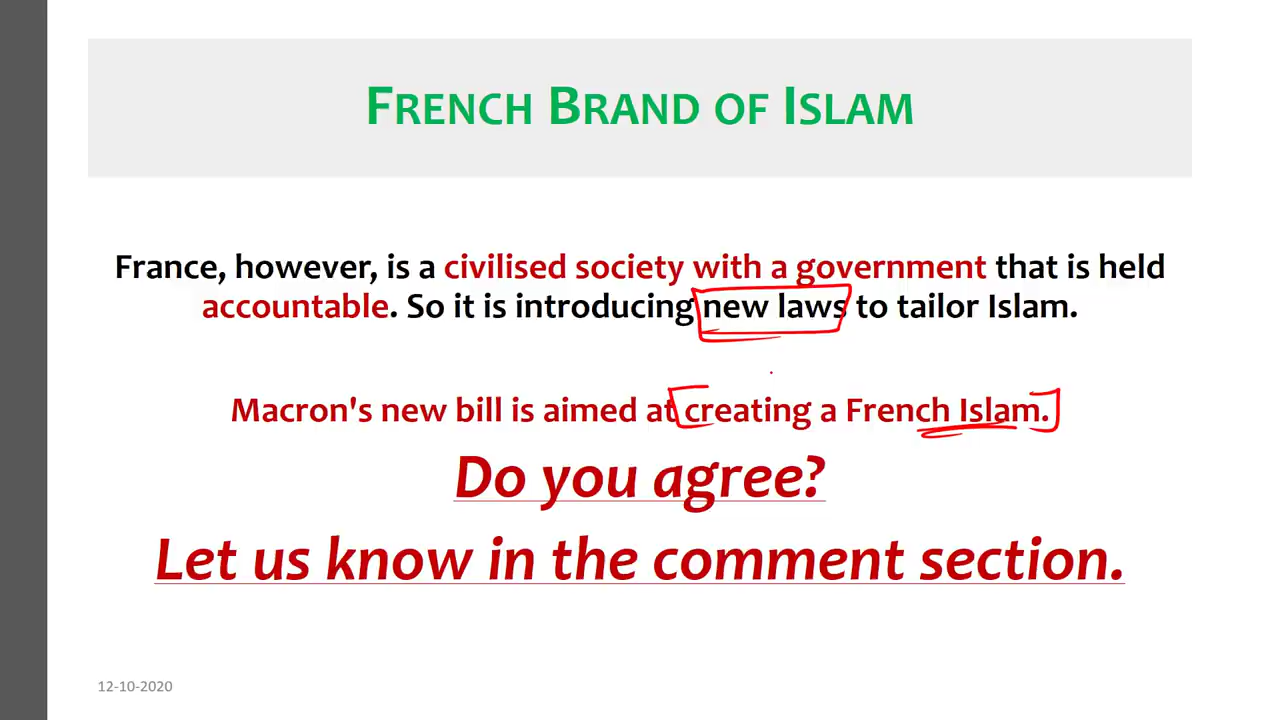 FRENCH BRAND OF ISLAM
France, however, is a civilised society with a government that is held
accountable. So it is introducing new laws to tailor Islam.
Macron's new bill is aimed at creating a French Islam.
Do you agree?
Let us know in the comment section.
12-10-2020